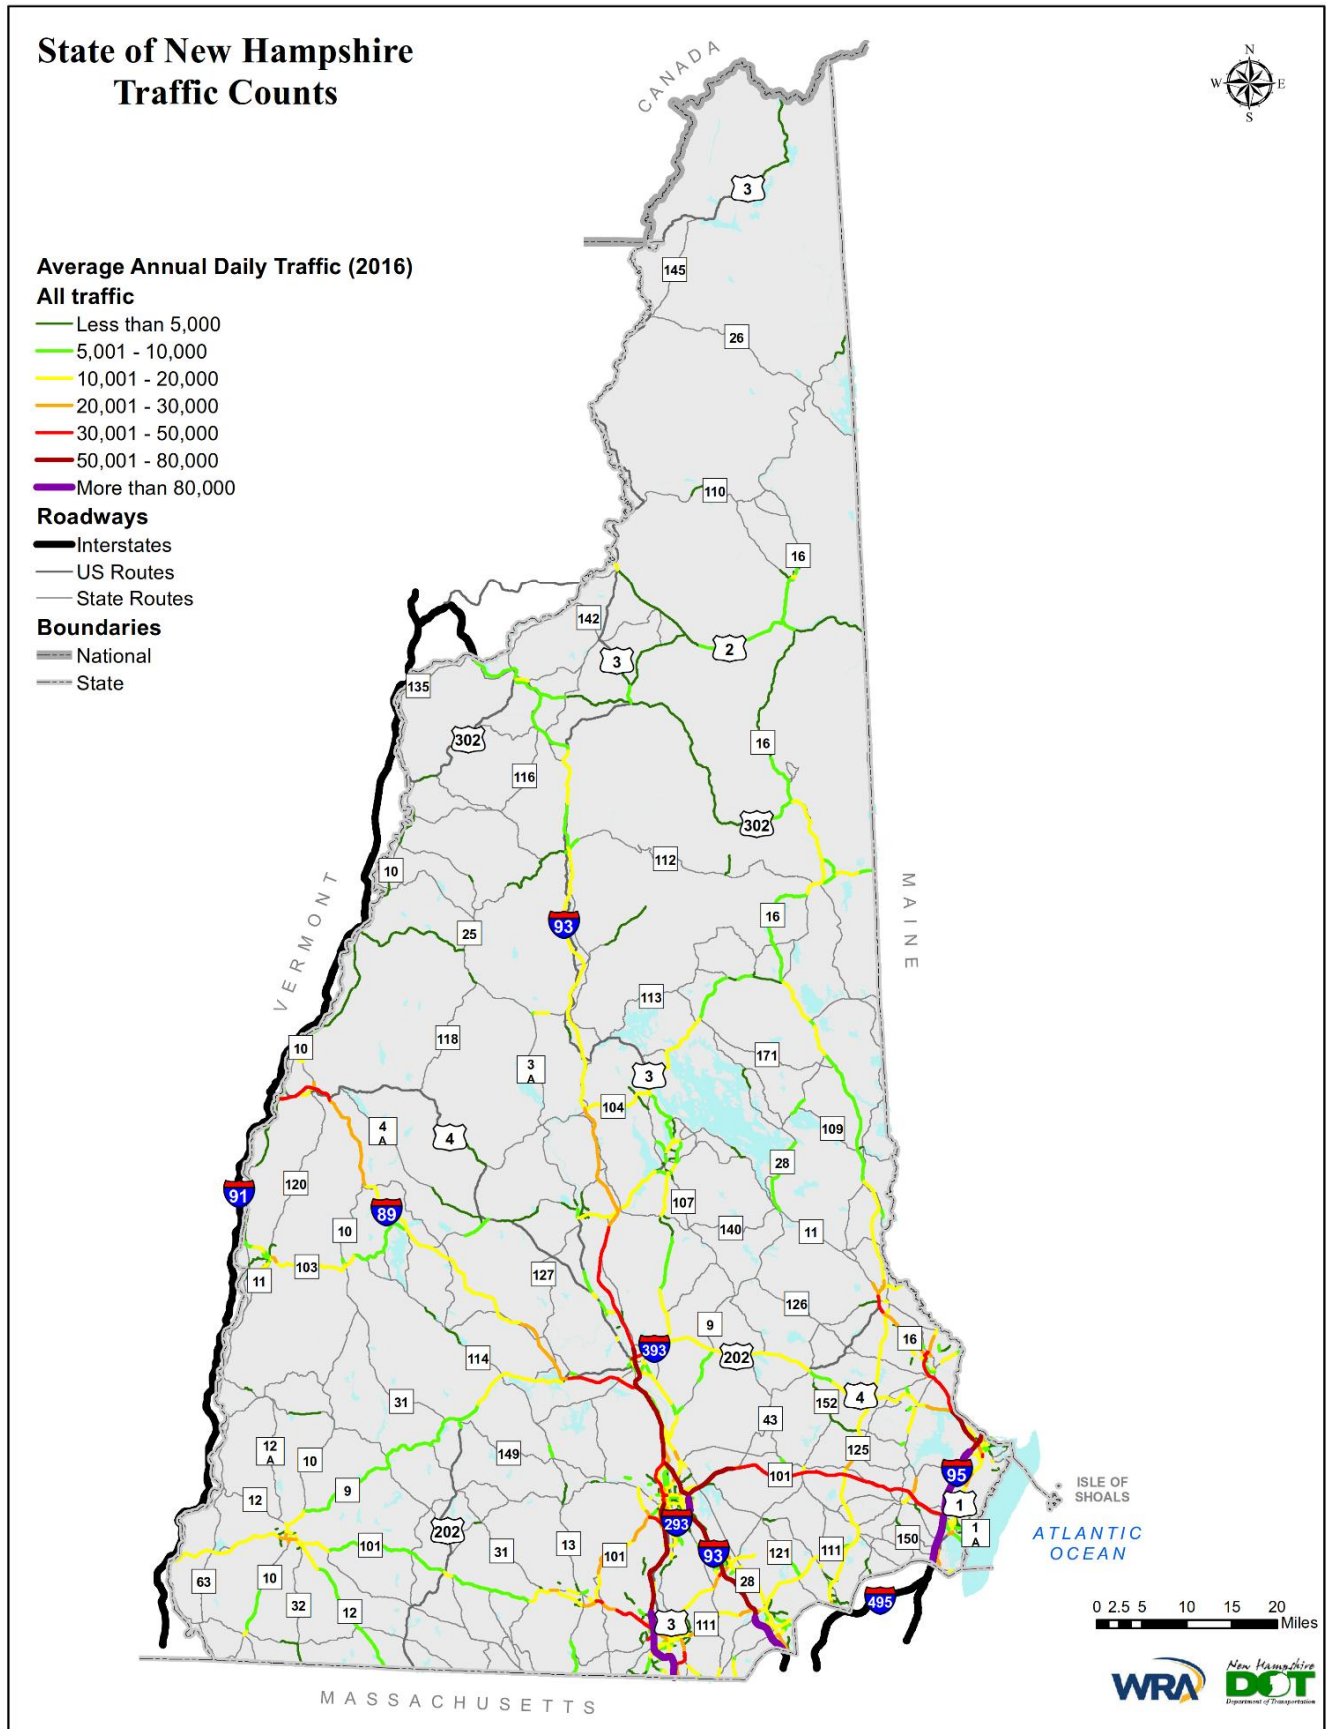 State of New Hampshire
Traffic Counts
CANADA
N
W
E
S
3
145
Average Annual Daily Traffic (2016)
All traffic
Less than 5,000
5,001 - 10,000
10,001 - 20,000
20,001 - 30,000
30,001 - 50,000
50,001 - 80,000
More than 80,000
Roadways
Interstates
US Routes
State Routes
Boundaries
National
State
26
110
16
142
2
3
135
302
16
116
302
112
10
VERMONT
MAINE
93
16
25
113
118
10
171
3
A
3
104
4
A
4
109
28
120
91
89
107
10
140
11
103
127
11
126
9
16
393
202
114
4
31
152
43
12
A
10
149
125
101
95
ISLE OF
SHOALS
9
12
1
293
202
1
A
ATLANTIC
OCEAN
150
101
31
13
101
93
121
111
63
10
28
32
12
495
3
111
0 2.5 5 10 15 20
Miles
MASSACHUSETTS
WRA
New Hampshire
DOT
Department of Transportation